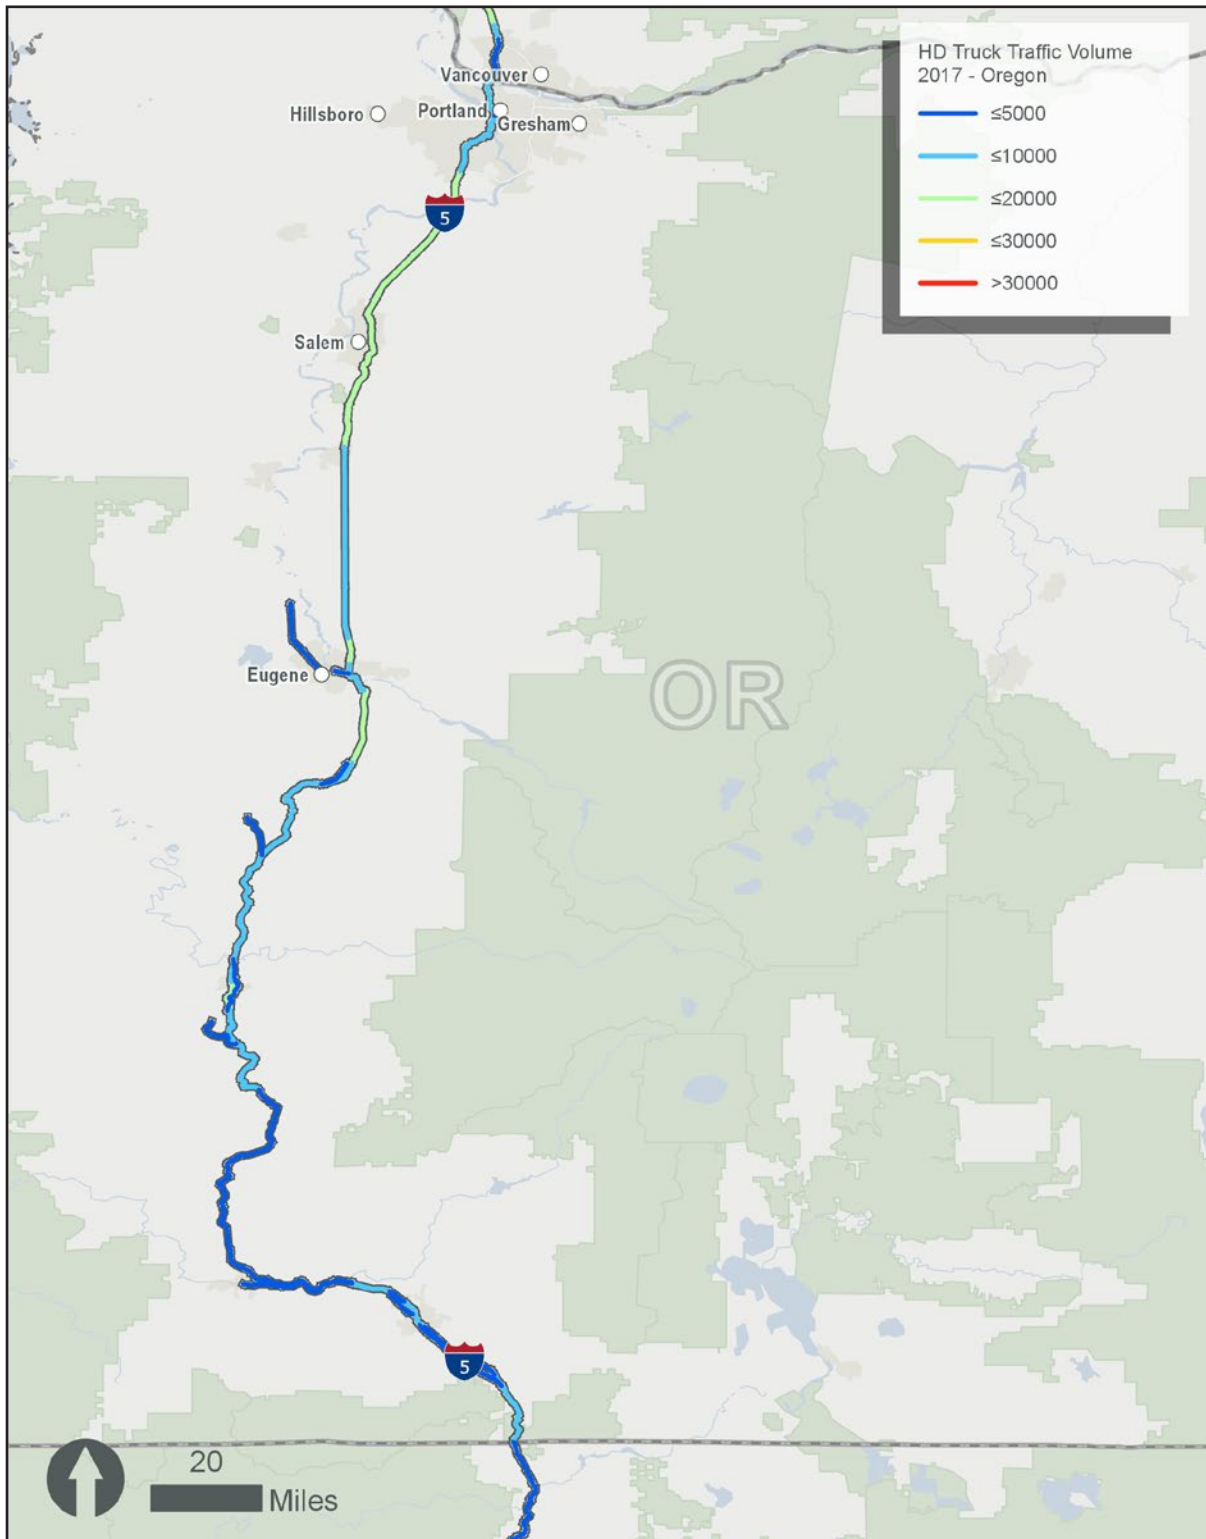 HD Truck Traffic Volume
2017 - Oregon
≤5000
≤10000
≤20000
≤30000
>30000
Vancouver
Hillsboro
Portland
Gresham
5
Salem
Eugene
OR
5
20
Miles